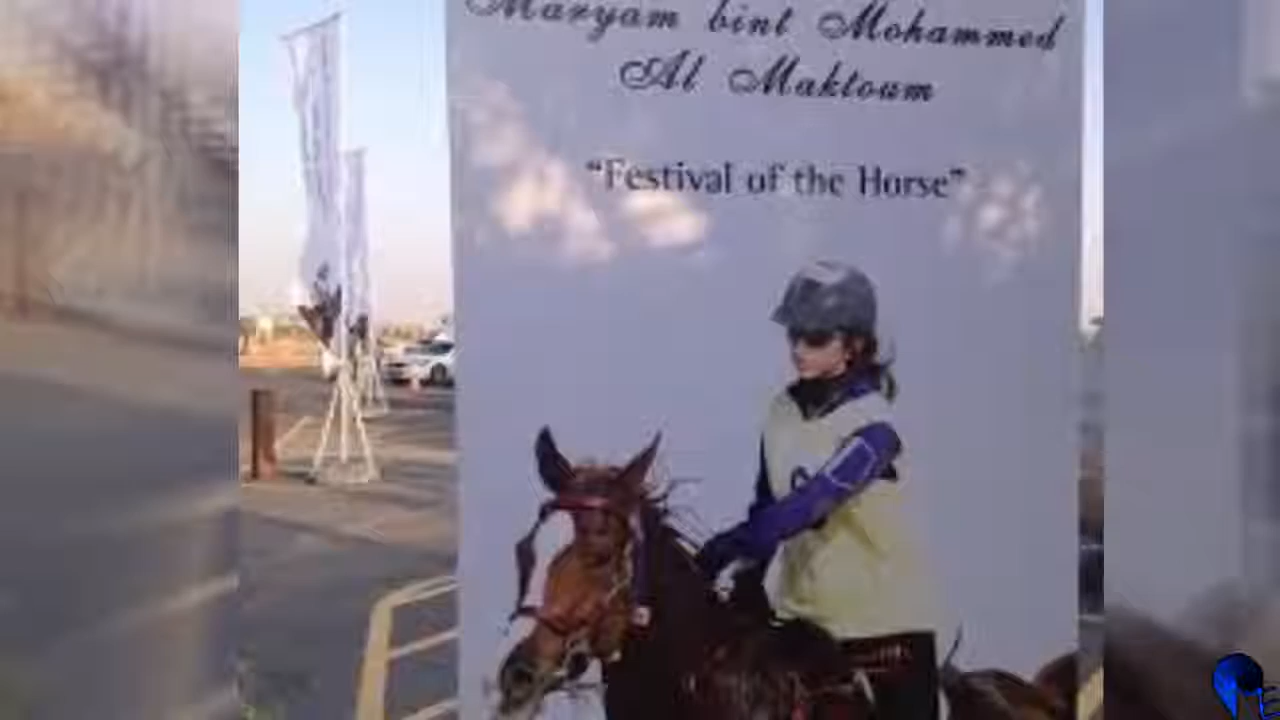 Maryam bint Mohammed
Al Maktoum
“Festival of the Horse”